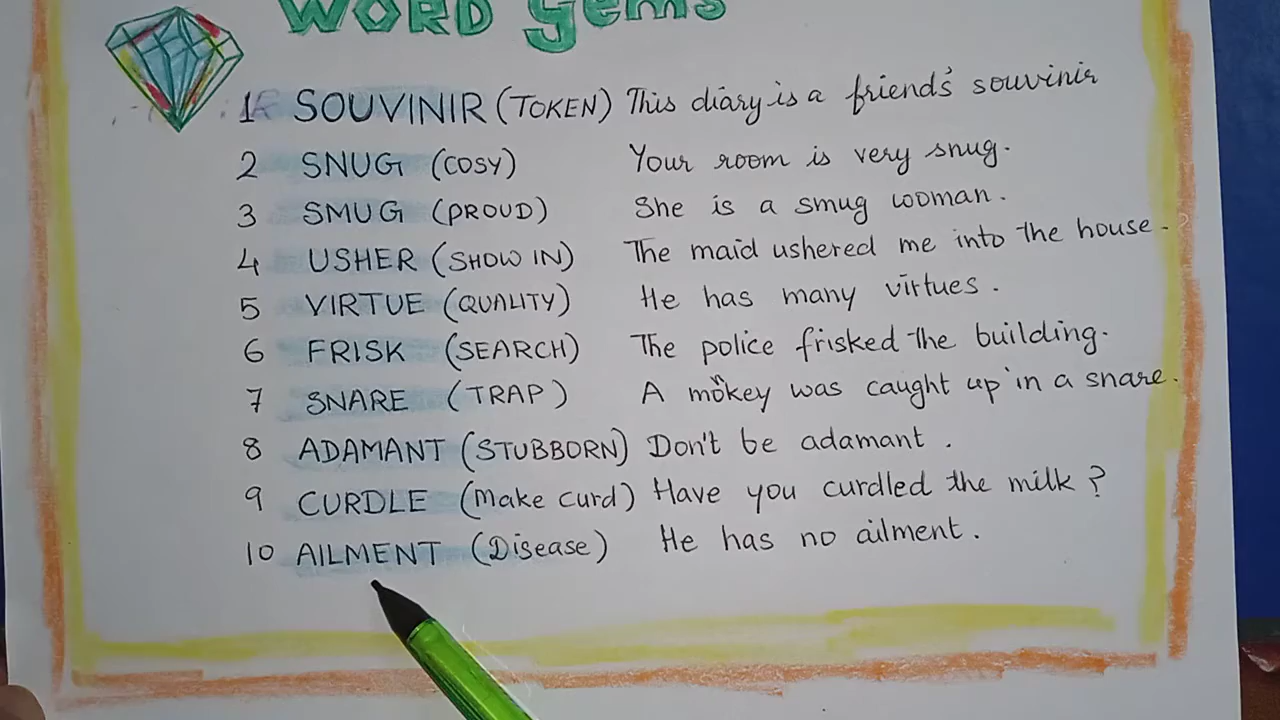 WORD Gems
1 SOUVINIR (TOKEN) This diary is a friend's souvinir
2 SNUG (COSY) Your room is very snug.
3 SMUG (PROUD) She is a smug woman.
4 USHER (SHOW IN) The maid ushered me into the house.
5 VIRTUE (QUALITY) He has many virtues.
6 FRISK (SEARCH) The police frisked the building.
7 SNARE (TRAP) A monkey was caught up in a snare.
8 ADAMANT (STUBBORN) Don't be adamant.
9 CURDLE (Make curd) Have you curdled the milk?
10 AILMENT (Disease) He has no ailment.